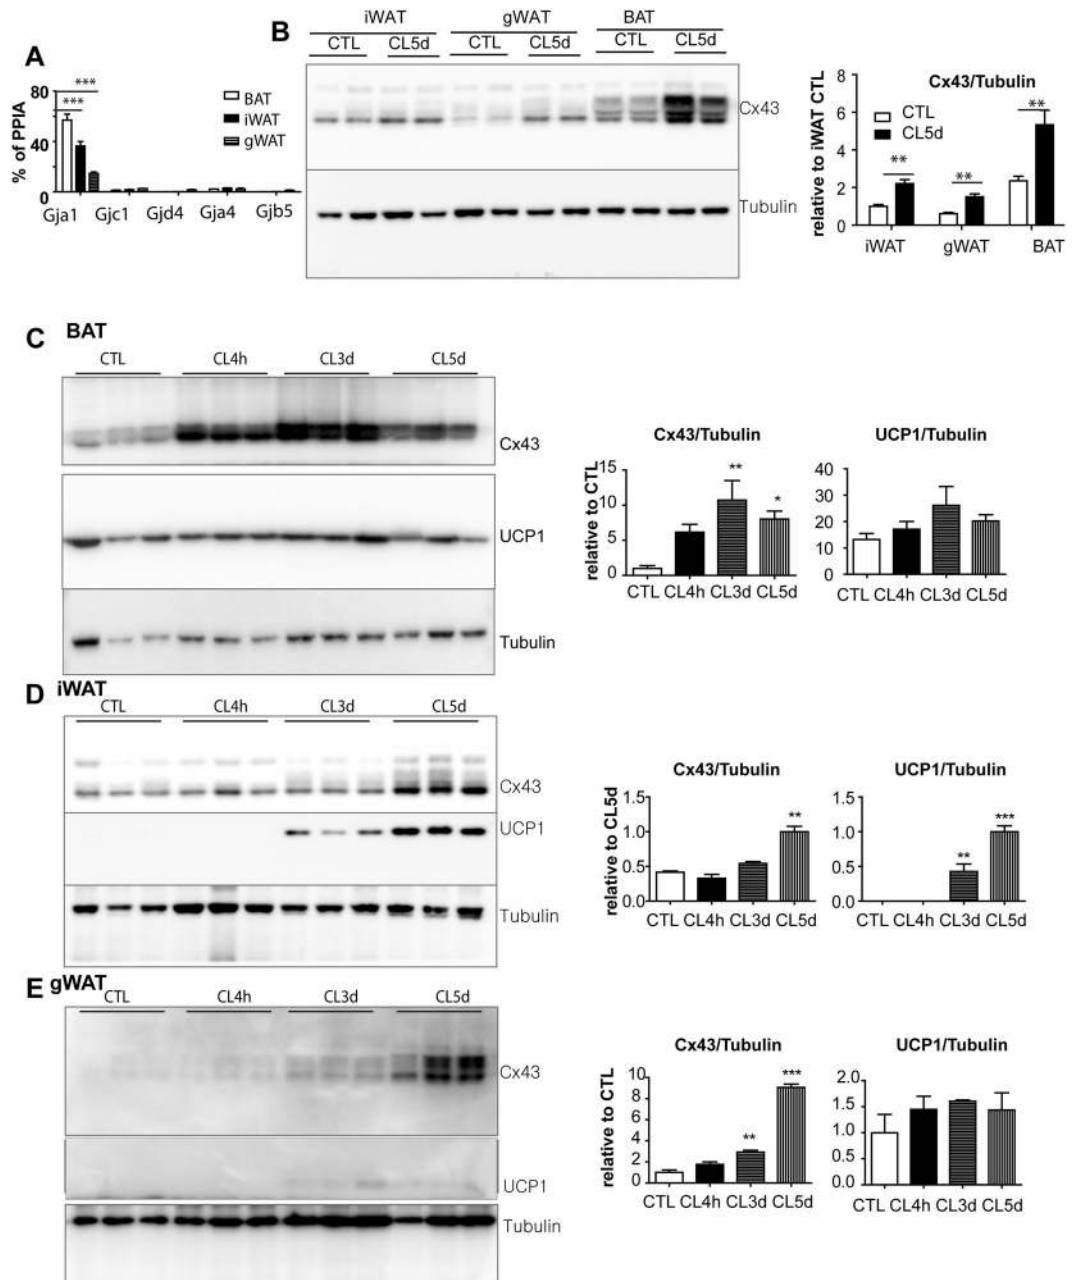 A
***
***
80
40
0
% of PPIA
BAT
iWAT
gWAT
Gja1 Gjc1 Gjd4 Gja4 Gjb5
B
iWAT gWAT BAT
CTL CL5d CTL CL5d CTL CL5d
Cx43
Tubulin
Cx43/Tubulin
relative to iWAT CTL
8
6
4
2
0
CTL
CL5d
** ** **
iWAT gWAT BAT
C BAT
CTL CL4h CL3d CL5d
Cx43
UCP1
Tubulin
Cx43/Tubulin
relative to CTL
15
10
5
0
** *
CTL CL4h CL3d CL5d
UCP1/Tubulin
40
30
20
10
0
CTL CL4h CL3d CL5d
D iWAT
CTL CL4h CL3d CL5d
Cx43
UCP1
Tubulin
Cx43/Tubulin
relative to CL5d
1.5
1.0
0.5
0.0
**
CTL CL4h CL3d CL5d
UCP1/Tubulin
1.5
1.0
0.5
0.0
** ***
CTL CL4h CL3d CL5d
E gWAT
CTL CL4h CL3d CL5d
Cx43
UCP1
Tubulin
Cx43/Tubulin
relative to CTL
10
8
6
4
2
0
** ***
CTL CL4h CL3d CL5d
UCP1/Tubulin
2.0
1.5
1.0
0.5
0.0
CTL CL4h CL3d CL5d